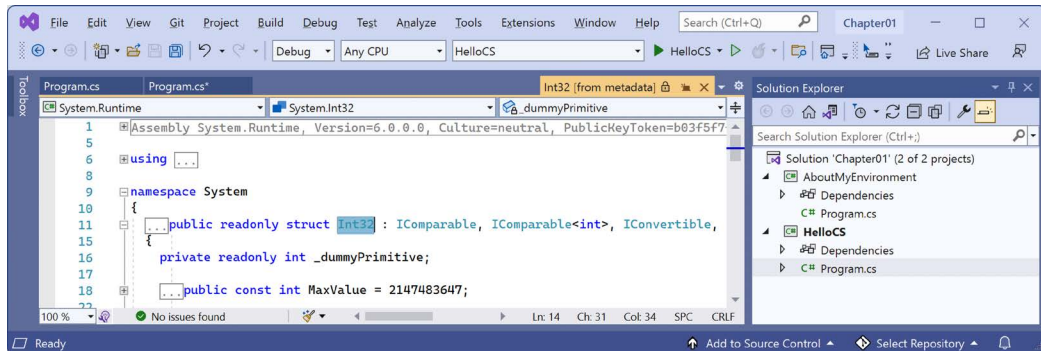 File Edit View Git Project Build Debug Test Analyze Tools Extensions Window Help Search (Ctrl+Q) Chapter01
Debug Any CPU HelloCS HelloCS Live Share
Toolbox
Program.cs Program.cs* Int32 [from metadata]
System.Runtime System.Int32 _dummyPrimitive
1 Assembly System.Runtime, Version=6.0.0.0, Culture=neutral, PublicKeyToken=b03f5f7
5
6 using ...
8
9 namespace System
10 {
11 ...public readonly struct Int32 : IComparable, IComparable<int>, IConvertible,
15 {
16 private readonly int _dummyPrimitive;
17
18 ...public const int MaxValue = 2147483647;
22
100 % No issues found Ln: 14 Ch: 31 Col: 34 SPC CRLF
Solution Explorer
Search Solution Explorer (Ctrl+;)
Solution 'Chapter01' (2 of 2 projects)
C# AboutMyEnvironment
Dependencies
C# Program.cs
C# HelloCS
Dependencies
C# Program.cs
Ready Add to Source Control Select Repository